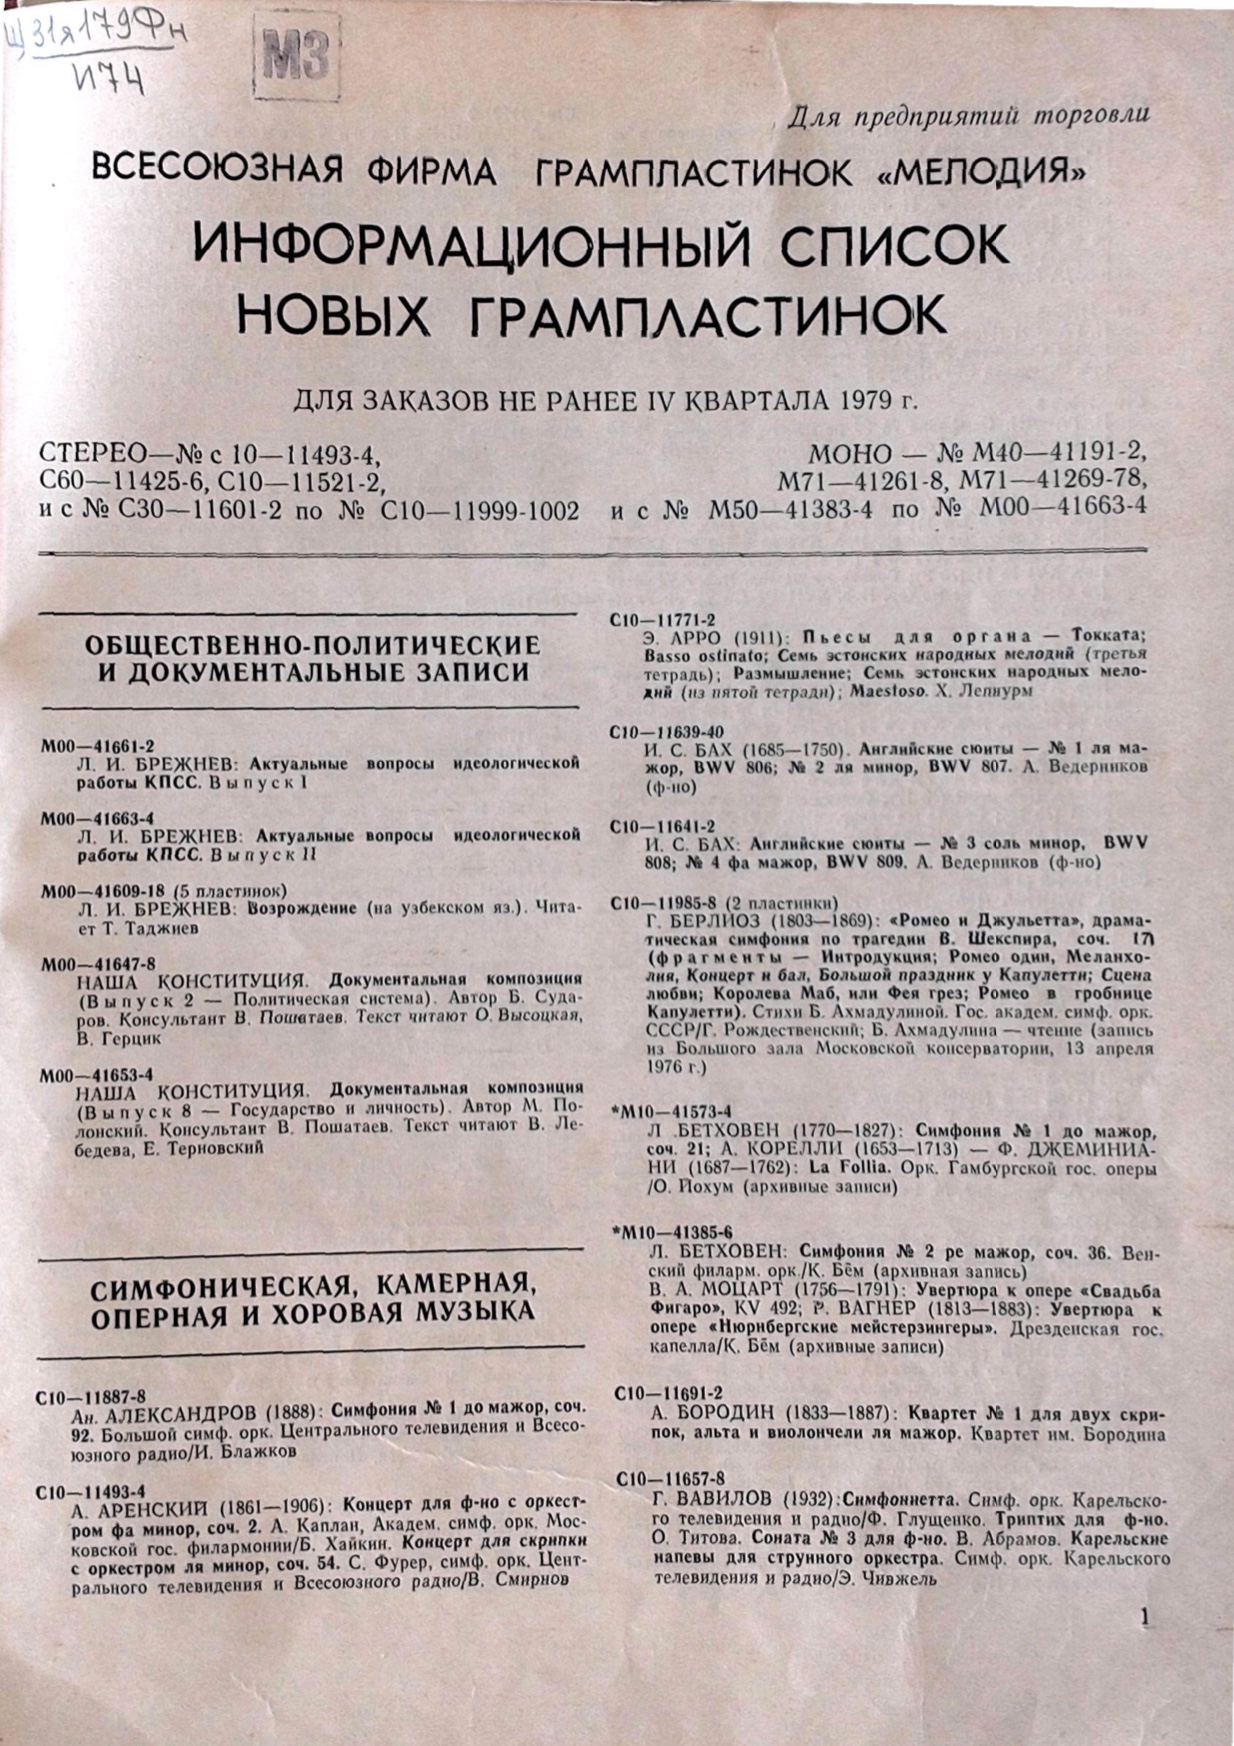 Щ31я179Фн
И74
МЗ
Для предприятий торговли
ВСЕСОЮЗНАЯ ФИРМА ГРАМПЛАСТИНОК «МЕЛОДИЯ»
ИНФОРМАЦИОННЫЙ СПИСОК
НОВЫХ ГРАМПЛАСТИНОК
ДЛЯ ЗАКАЗОВ НЕ РАНЕЕ IV КВАРТАЛА 1979 г.
СТЕРЕО—№ с 10—11493-4,
С60—11425-6, С10—11521-2,
и с № С30—11601-2 по № С10—11999-1002
МОНО — № М40—41191-2,
М71—41261-8, М71—41269-78,
и с № М50—41383-4 по № М00—41663-4
ОБЩЕСТВЕННО-ПОЛИТИЧЕСКИЕ
И ДОКУМЕНТАЛЬНЫЕ ЗАПИСИ
М00—41661-2
Л. И. БРЕЖНЕВ: Актуальные вопросы идеологической
работы КПСС. Выпуск I
М00—41663-4
Л. И. БРЕЖНЕВ: Актуальные вопросы идеологической
работы КПСС. Выпуск II
М00—41609-18 (5 пластинок)
Л. И. БРЕЖНЕВ: Возрождение (на узбекском яз.). Чита-
ет Т. Таджиев
М00—41647-8
НАША КОНСТИТУЦИЯ. Документальная композиция
(Выпуск 2 — Политическая система). Автор Б. Суда-
ров. Консультант В. Пошатаев. Текст читают О. Высоцкая,
В. Герцик
М00—41653-4
НАША КОНСТИТУЦИЯ. Документальная композиция
(Выпуск 8 — Государство и личность). Автор М. По-
лонский. Консультант В. Пошатаев. Текст читают В. Ле-
бедева, Е. Терновский
СИМФОНИЧЕСКАЯ, КАМЕРНАЯ,
ОПЕРНАЯ И ХОРОВАЯ МУЗЫКА
С10—11887-8
Ан. АЛЕКСАНДРОВ (1888): Симфония № 1 до мажор, соч.
92. Большой симф. орк. Центрального телевидения и Всесо-
юзного радио/И. Блажков
С10—11493-4
А. АРЕНСКИЙ (1861—1906): Концерт для ф-но с оркест-
ром фа минор, соч. 2. А. Каплан, Академ. симф. орк. Мос-
ковской гос. филармонии/Б. Хайкин. Концерт для скрипки
с оркестром ля минор, соч. 54. С. Фурер, симф. орк. Цент-
рального телевидения и Всесоюзного радио/В. Смирнов
С10—11771-2
Э. АРРО (1911): Пьесы для органа — Токката;
Basso ostinato; Семь эстонских народных мелодий (третья
тетрадь); Размышление; Семь эстонских народных мело-
дий (из пятой тетради); Maestoso. Х. Лепнурм
С10—11639-40
И. С. БАХ (1685—1750). Английские сюиты — № 1 ля ма-
жор, BWV 806; № 2 ля минор, BWV 807. А. Ведерников
(ф-но)
С10—11641-2
И. С. БАХ: Английские сюиты — № 3 соль минор, BWV
808; № 4 фа мажор, BWV 809. А. Ведерников (ф-но)
С10—11985-8 (2 пластинки)
Г. БЕРЛИОЗ (1803—1869): «Ромео и Джульетта», драма-
тическая симфония по трагедии В. Шекспира, соч. 17
(фрагменты — Интродукция; Ромео один, Меланхо-
лия, Концерт и бал, Большой праздник у Капулетти; Сцена
любви; Королева Маб, или Фея грез; Ромео в гробнице
Капулетти). Стихи Б. Ахмадулиной. Гос. академ. симф. орк.
СССР/Г. Рождественский; Б. Ахмадулина — чтение (запись
из Большого зала Московской консерватории, 13 апреля
1976 г.)
*М10—41573-4
Л .БЕТХОВЕН (1770—1827): Симфония № 1 до мажор,
соч. 21; А. КОРЕЛЛИ (1653—1713) — Ф. ДЖЕМИНИА-
НИ (1687—1762): La Follia. Орк. Гамбургской гос. оперы
/О. Йохум (архивные записи)
*М10—41385-6
Л. БЕТХОВЕН: Симфония № 2 ре мажор, соч. 36. Вен-
ский филарм. орк./К. Бём (архивная запись)
В. А. МОЦАРТ (1756—1791): Увертюра к опере «Свадьба
Фигаро», KV 492; Р. ВАГНЕР (1813—1883): Увертюра к
опере «Нюрнбергские мейстерзингеры». Дрезденская гос.
капелла/К. Бём (архивные записи)
С10—11691-2
А. БОРОДИН (1833—1887): Квартет № 1 для двух скри-
пок, альта и виолончели ля мажор. Квартет им. Бородина
С10—11657-8
Г. ВАВИЛОВ (1932):Симфониетта. Симф. орк. Карельско-
го телевидения и радио/Ф. Глущенко. Триптих для ф-но.
О. Титова. Соната № 3 для ф-но. В. Абрамов. Карельские
напевы для струнного оркестра. Симф. орк. Карельского
телевидения и радио/Э. Чивжель
1